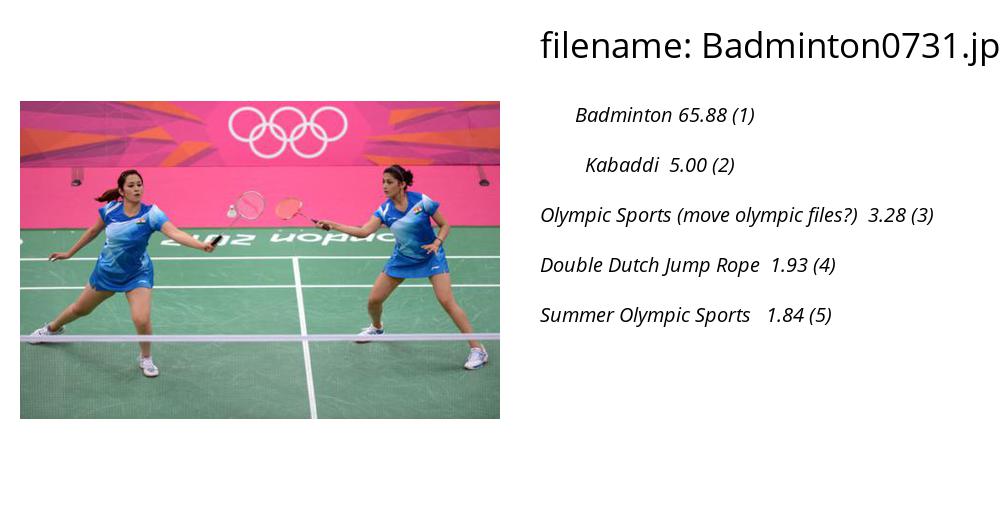 filename: Badminton0731.jp
Badminton 65.88 (1)
Kabaddi 5.00 (2)
Olympic Sports (move olympic files?) 3.28 (3)
Double Dutch Jump Rope 1.93 (4)
Summer Olympic Sports 1.84 (5)
london 2012